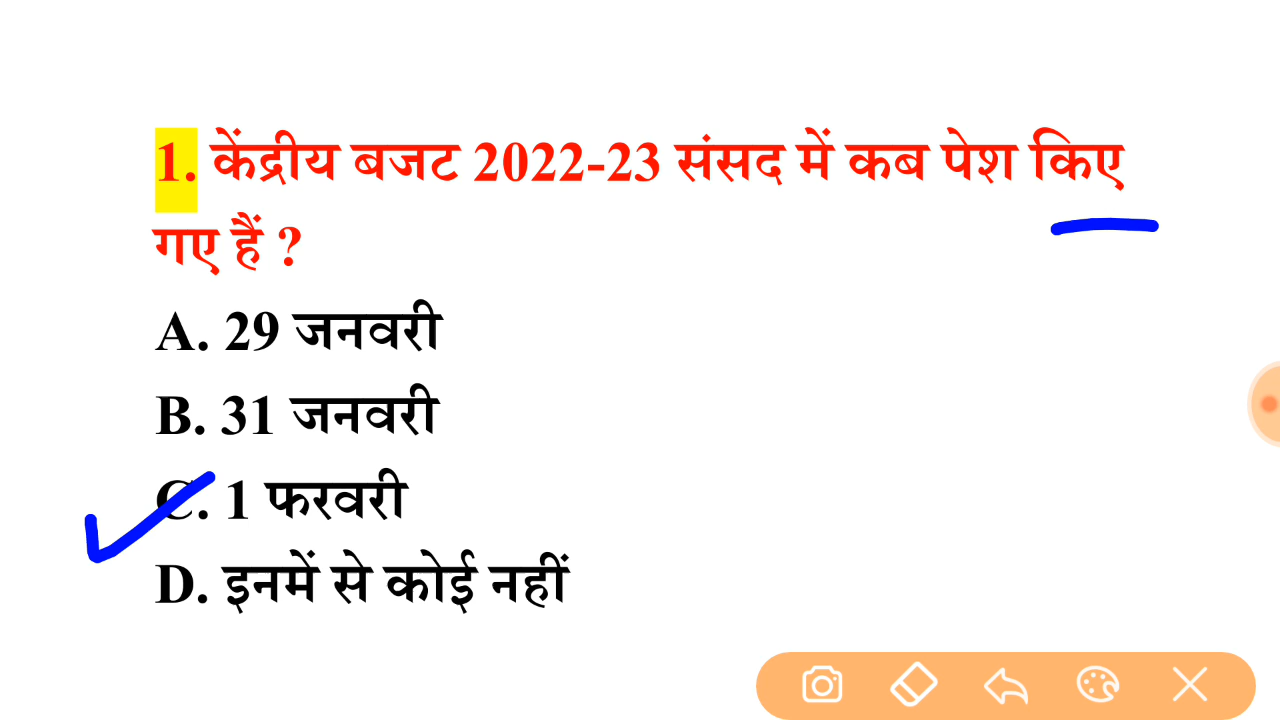 1. केंद्रीय बजट 2022-23 संसद में कब पेश किए
गए हैं ?
A. 29 जनवरी
B. 31 जनवरी
C. 1 फरवरी
D. इनमें से कोई नहीं